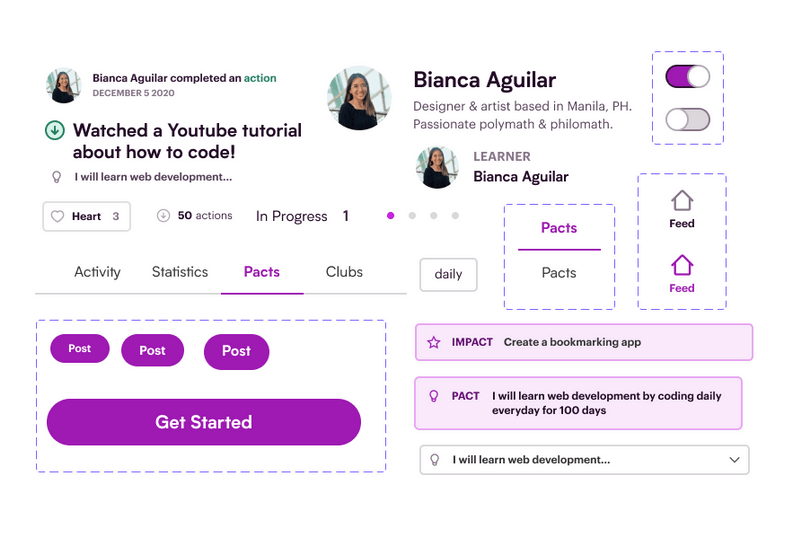 Bianca Aguilar completed an action
DECEMBER 5 2020
Watched a Youtube tutorial
about how to code!
I will learn web development...
Heart 3
50 actions
In Progress 1
Bianca Aguilar
Designer & artist based in Manila, PH.
Passionate polymath & philomath.
LEARNER
Bianca Aguilar
Pacts
Pacts
Feed
Feed
Activity
Statistics
Pacts
Clubs
daily
Post
Post
Post
Get Started
IMPACT Create a bookmarking app
PACT I will learn web development by coding daily
everyday for 100 days
I will learn web development...